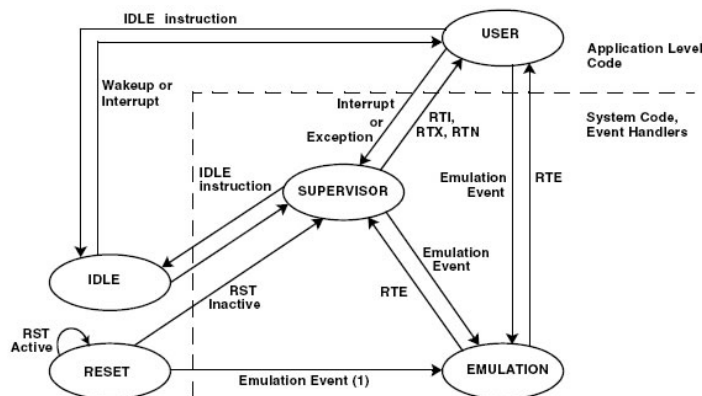 IDLE instruction
USER
Application Level
Code
Wakeup or
Interrupt
Interrupt
or
Exception
RTI,
RTX, RTN
System Code,
Event Handlers
IDLE
instruction
SUPERVISOR
Emulation
Event
RTE
Emulation
Event
IDLE
RST
Inactive
RTE
RST
Active
RESET
Emulation Event (1)
EMULATION